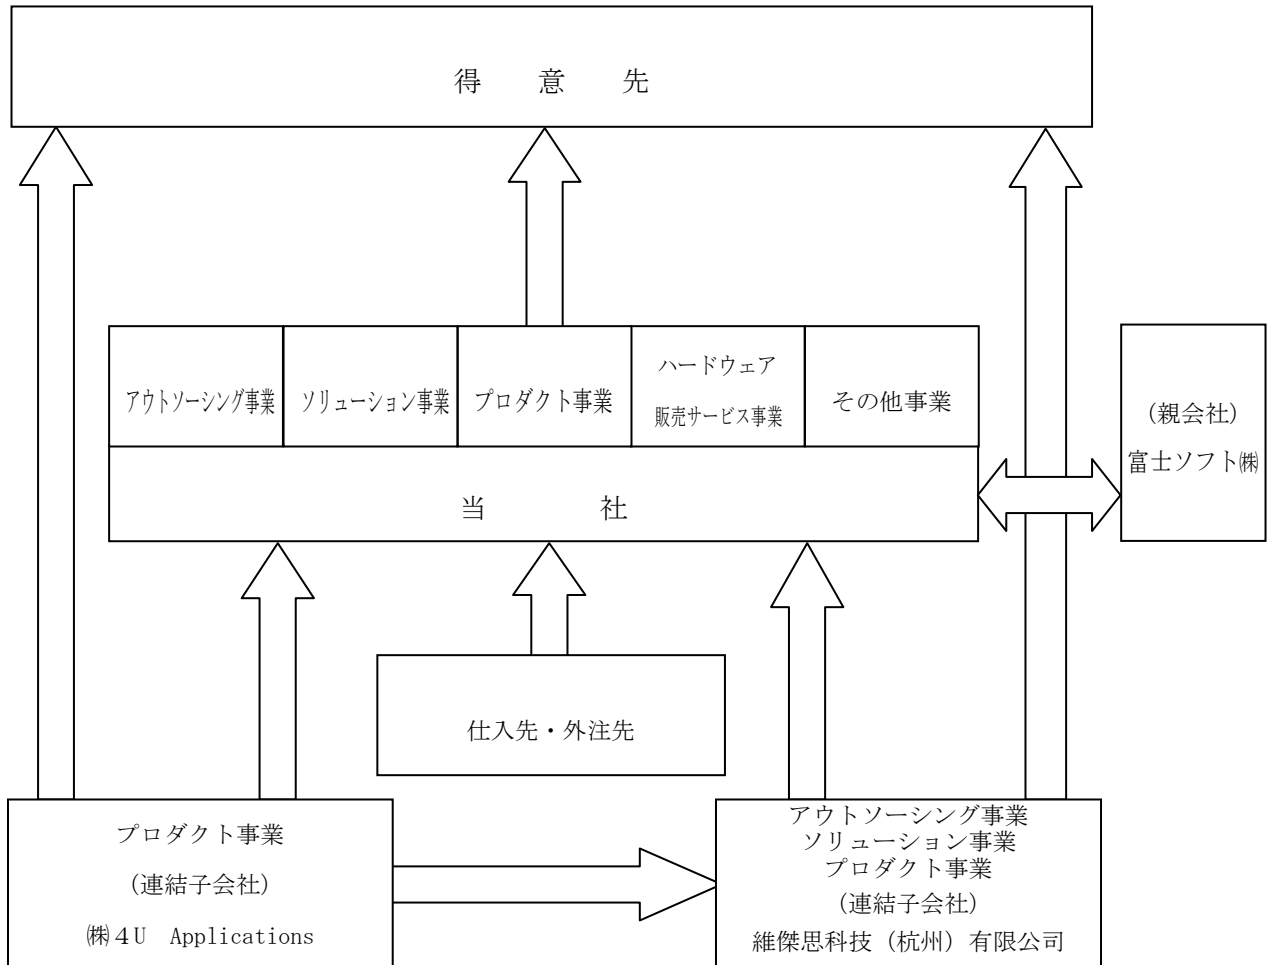 得　意　先
アウトソーシング事業
ソリューション事業
プロダクト事業
ハードウェア
販売サービス事業
その他事業
(親会社)
富士ソフト㈱
当　社
仕入先・外注先
プロダクト事業
(連結子会社)
㈱４U　Applications
アウトソーシング事業
ソリューション事業
プロダクト事業
(連結子会社)
維傑思科技（杭州）有限公司